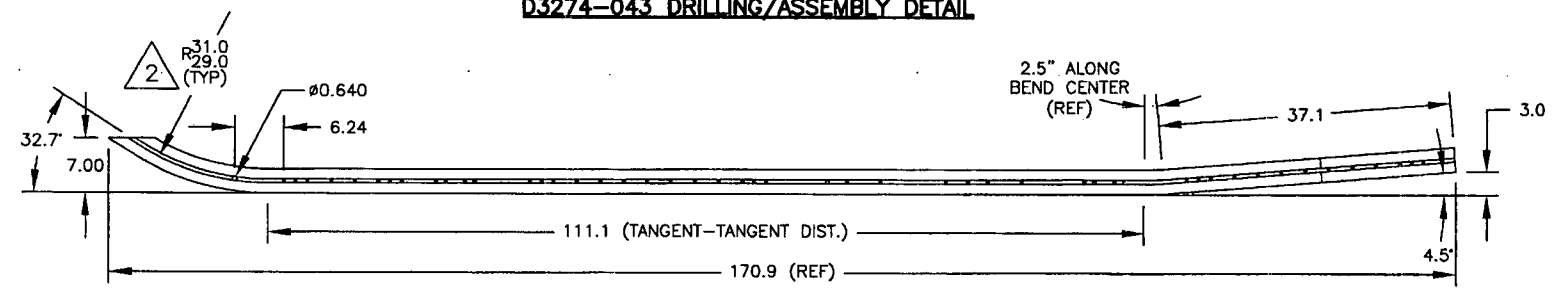 D3274-043 DRILLING/ASSEMBLY DETAIL
2
R31.0
29.0
(TYP)
ø0.640
6.24
32.7°
7.00
2.5" ALONG
BEND CENTER
(REF)
37.1
3.0
111.1 (TANGENT-TANGENT DIST.)
4.5°
170.9 (REF)